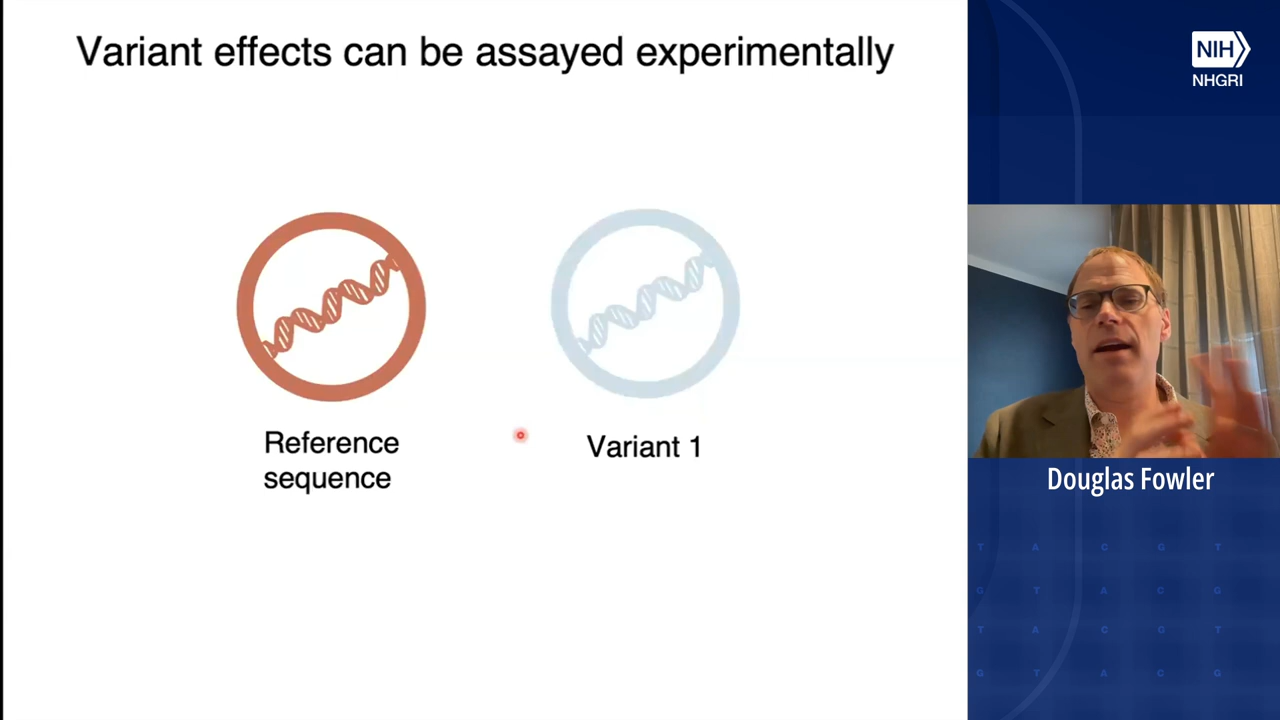 Variant effects can be assayed experimentally
NIH
NHGRI
Reference
sequence
Variant 1
Douglas Fowler
T A C G T
G T A C G
T A C G T
G T A C G